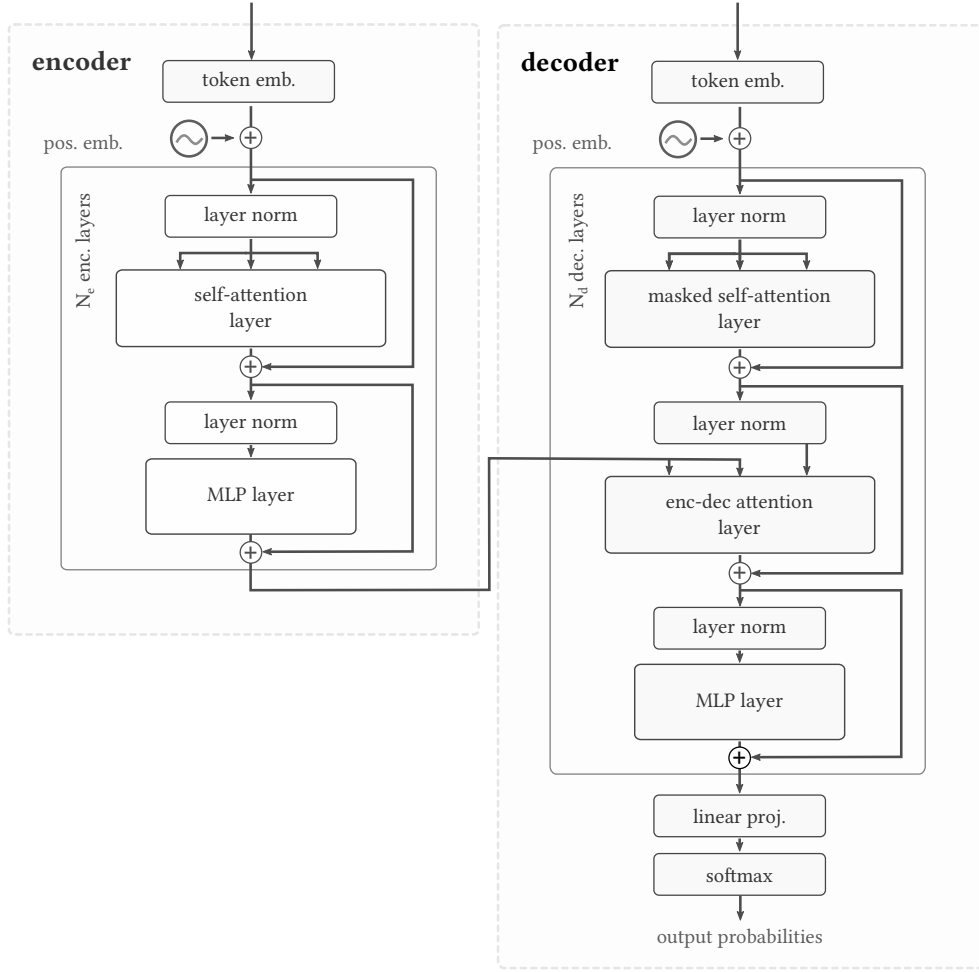 encoder
token emb.
pos. emb.
N_e enc. layers
layer norm
self-attention
layer
layer norm
MLP layer
decoder
token emb.
pos. emb.
N_d dec. layers
layer norm
masked self-attention
layer
layer norm
enc-dec attention
layer
layer norm
MLP layer
linear proj.
softmax
output probabilities